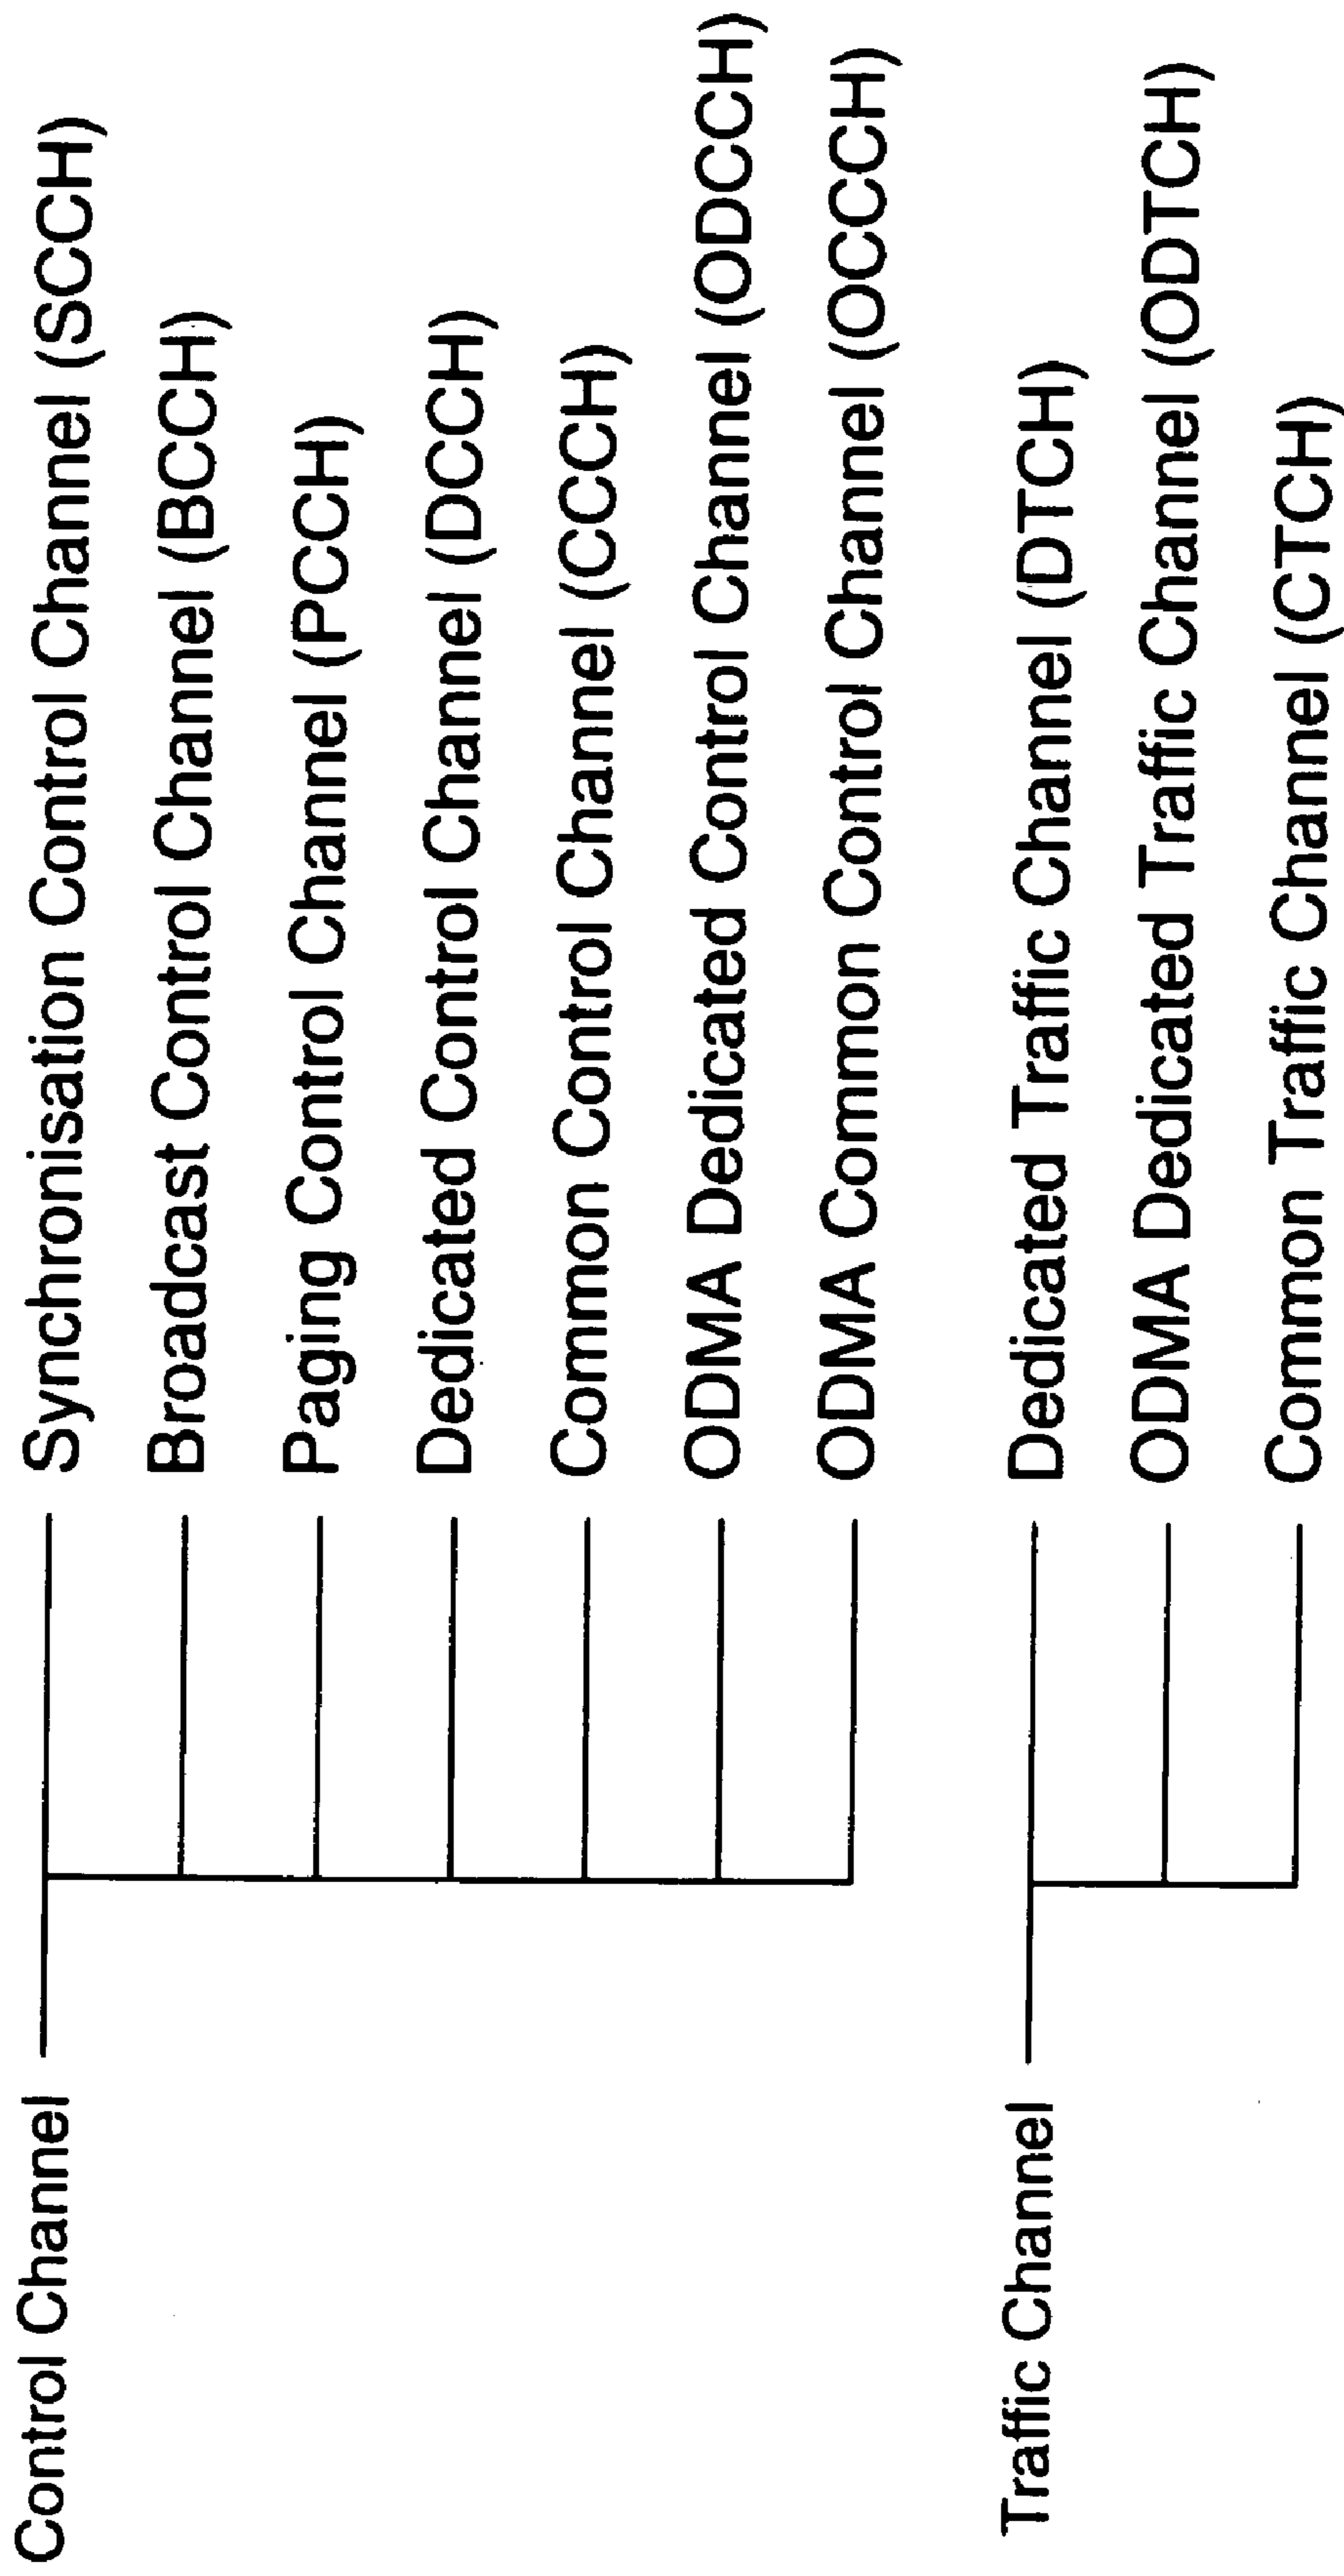 Control Channel
Synchronisation Control Channel (SCCH)
Broadcast Control Channel (BCCH)
Paging Control Channel (PCCH)
Dedicated Control Channel (DCCH)
Common Control Channel (CCCH)
ODMA Dedicated Control Channel (ODCCH)
ODMA Common Control Channel (OCCCH)
Traffic Channel
Dedicated Traffic Channel (DTCH)
ODMA Dedicated Traffic Channel (ODTCH)
Common Traffic Channel (CTCH)